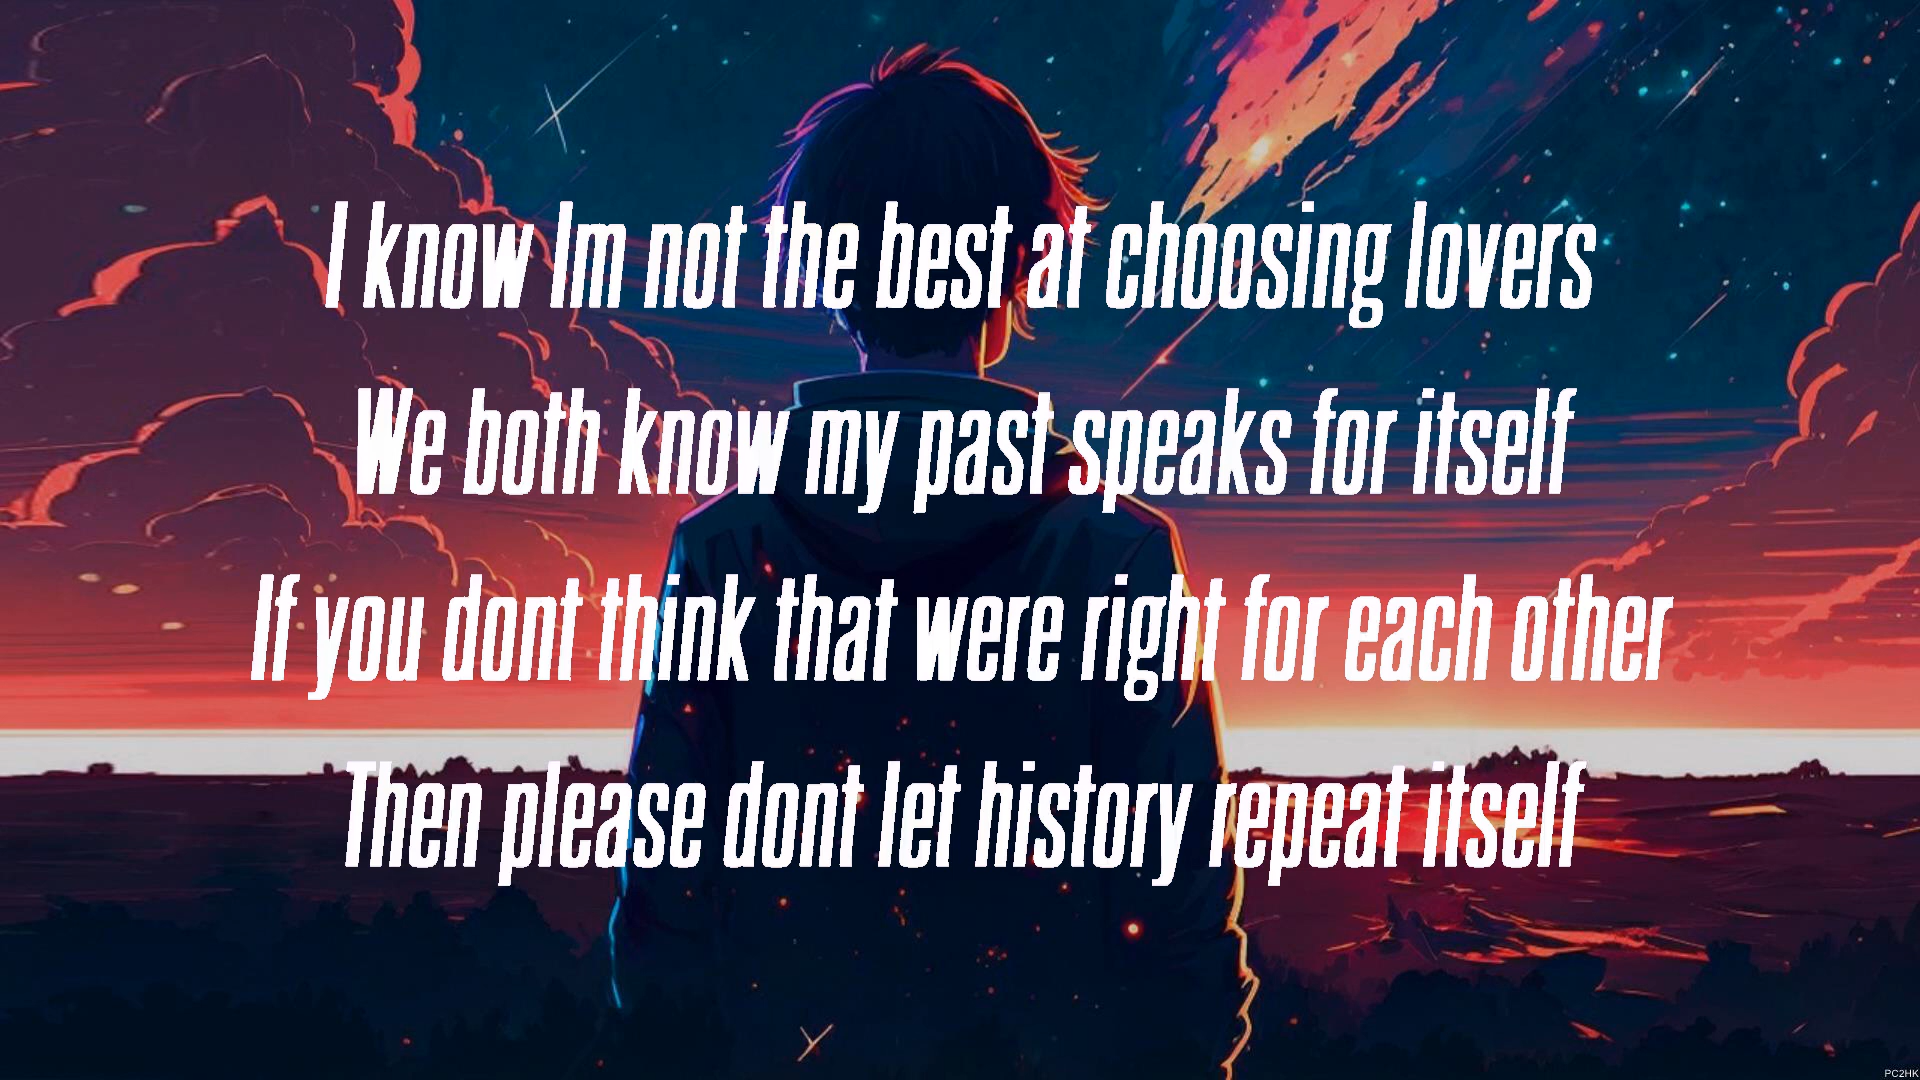 I know Im not the best at choosing lovers
We both know my past speaks for itself
If you dont think that were right for each other
Then please dont let history repeat itself
PC2HK